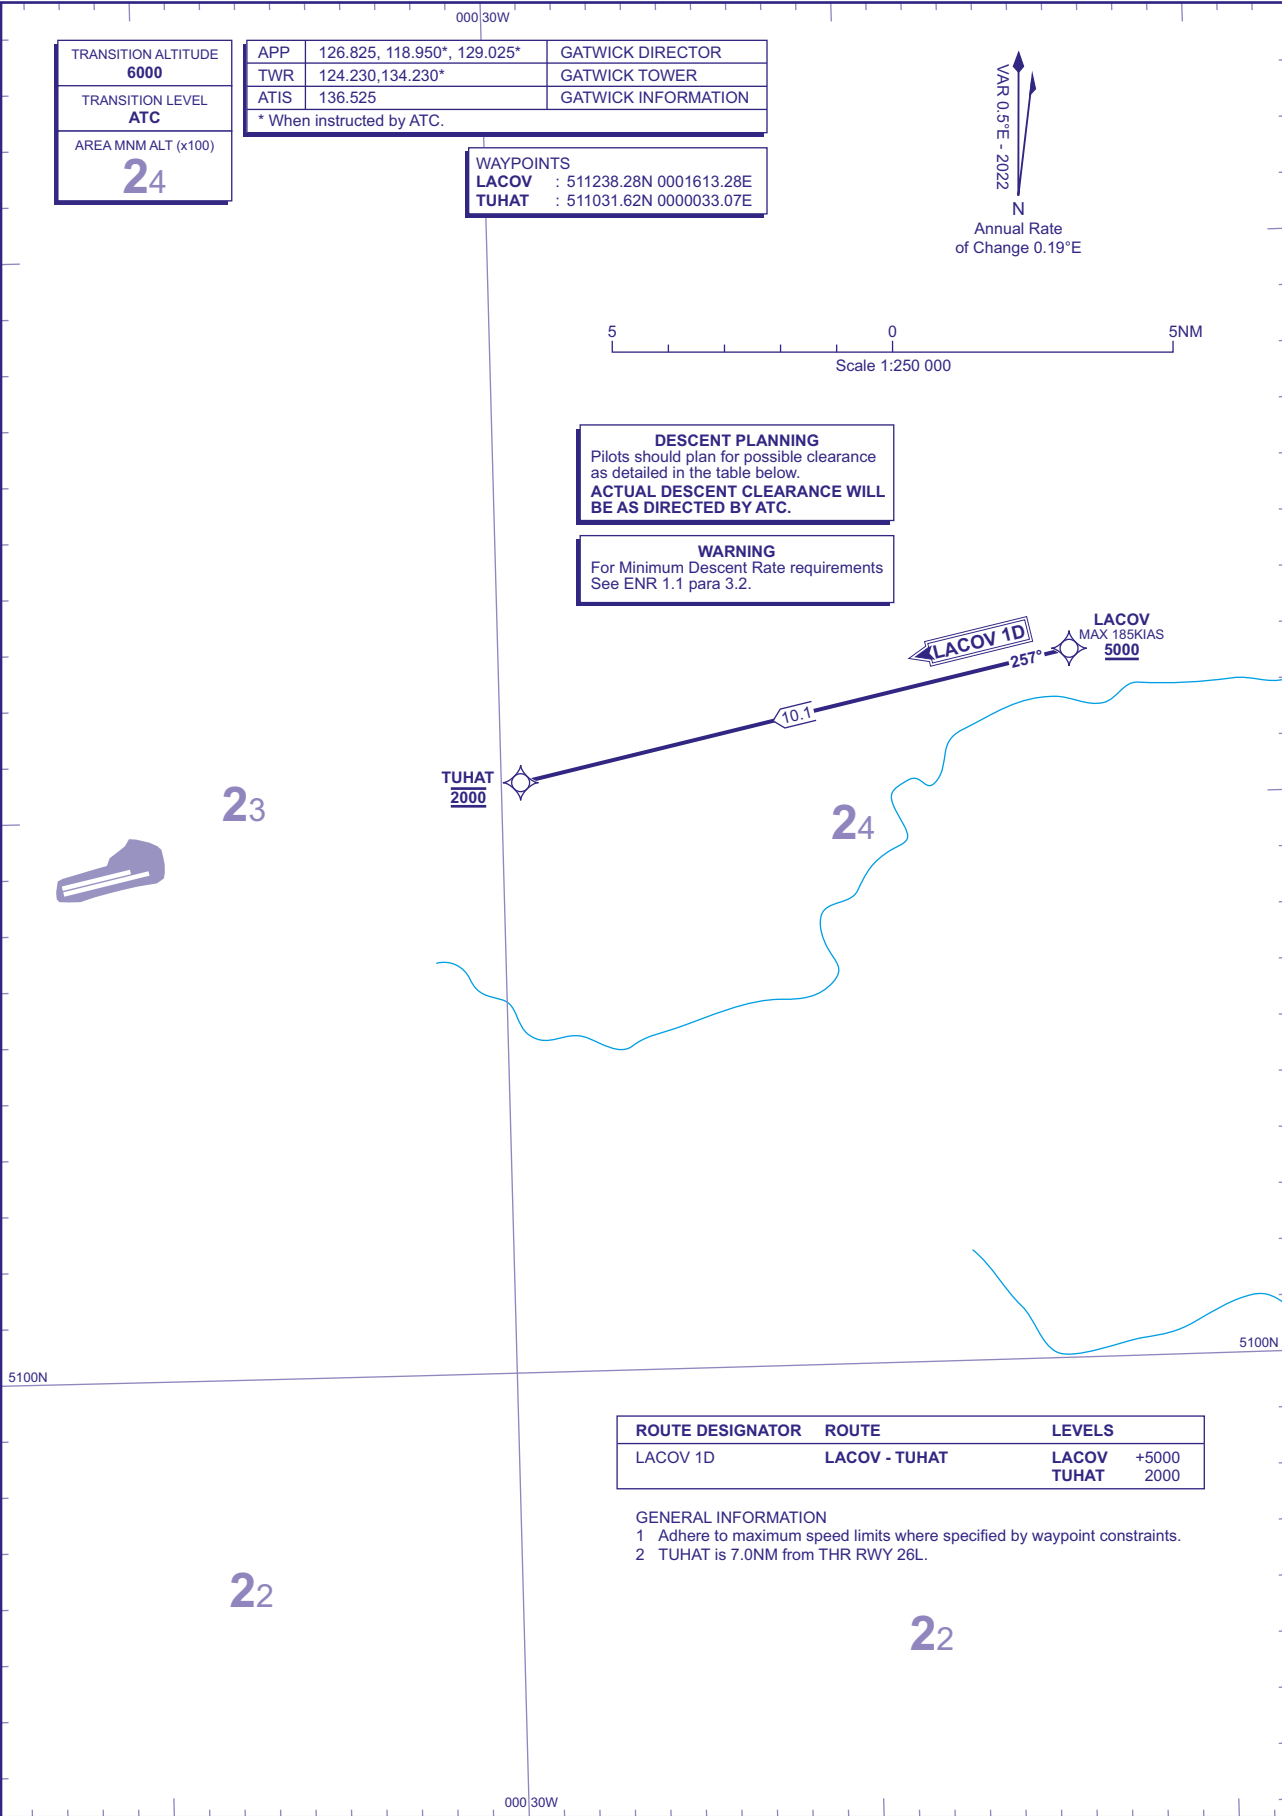 000 30W
TRANSITION ALTITUDE
6000
TRANSITION LEVEL
ATC
AREA MNM ALT (x100)
24
APP 126.825, 118.950*, 129.025* GATWICK DIRECTOR
TWR 124.230,134.230* GATWICK TOWER
ATIS 136.525 GATWICK INFORMATION
* When instructed by ATC.
WAYPOINTS
LACOV : 511238.28N 0001613.28E
TUHAT : 511031.62N 0000033.07E
VAR 0.5°E - 2022
N
Annual Rate
of Change 0.19°E
5 0 5NM
Scale 1:250 000
DESCENT PLANNING
Pilots should plan for possible clearance
as detailed in the table below.
ACTUAL DESCENT CLEARANCE WILL
BE AS DIRECTED BY ATC.
WARNING
For Minimum Descent Rate requirements
See ENR 1.1 para 3.2.
LACOV
MAX 185KIAS
5000
LACOV 1D
257°
10.1
TUHAT
2000
23
24
5100N
5100N
ROUTE DESIGNATOR ROUTE LEVELS
LACOV 1D LACOV - TUHAT LACOV +5000
TUHAT 2000
GENERAL INFORMATION
1 Adhere to maximum speed limits where specified by waypoint constraints.
2 TUHAT is 7.0NM from THR RWY 26L.
22
22
000 30W